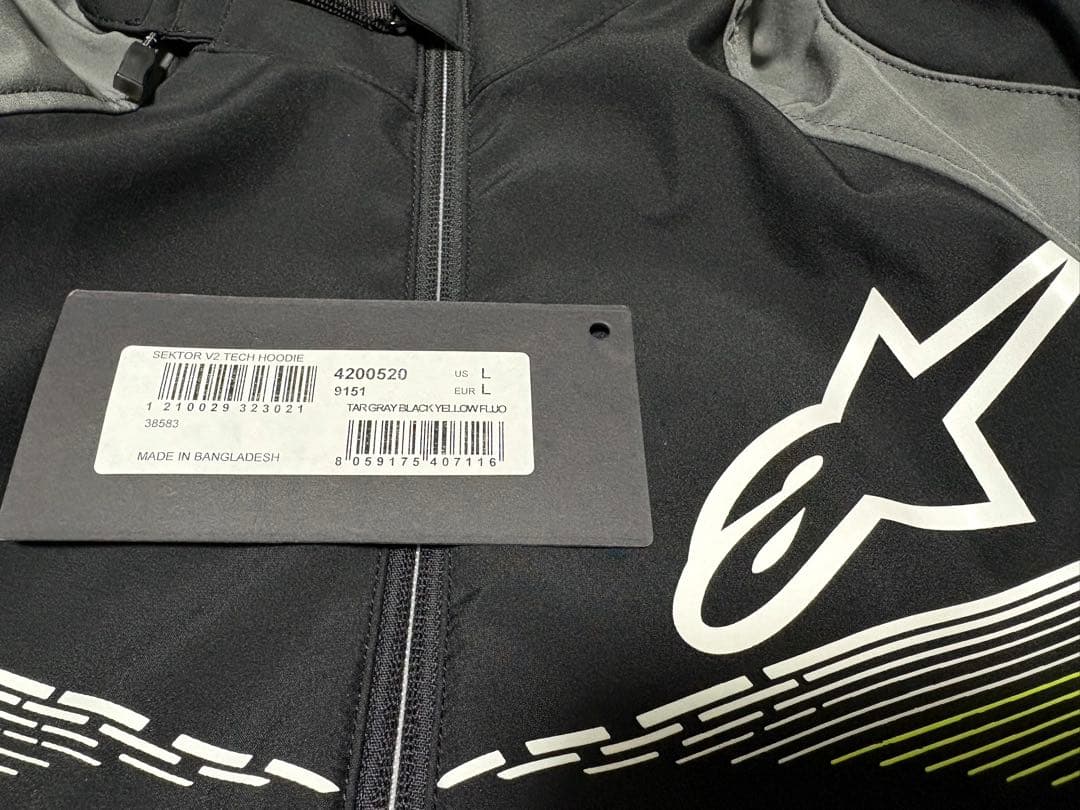 SEKTOR V2 TECH HOODIE
1 210029 323021
38583
MADE IN BANGLADESH
4200520
9151
US L
EUR L
TAR GRAY BLACK YELLOW FLUO
8 059175 407116